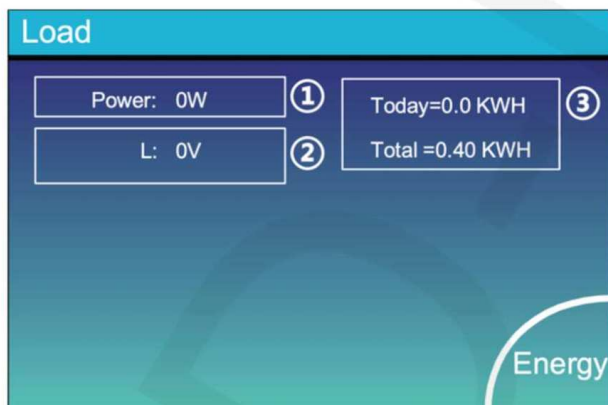 Load
Power: 0W
①
L: 0V
②
Today=0.0 KWH
Total =0.40 KWH
③
Energy